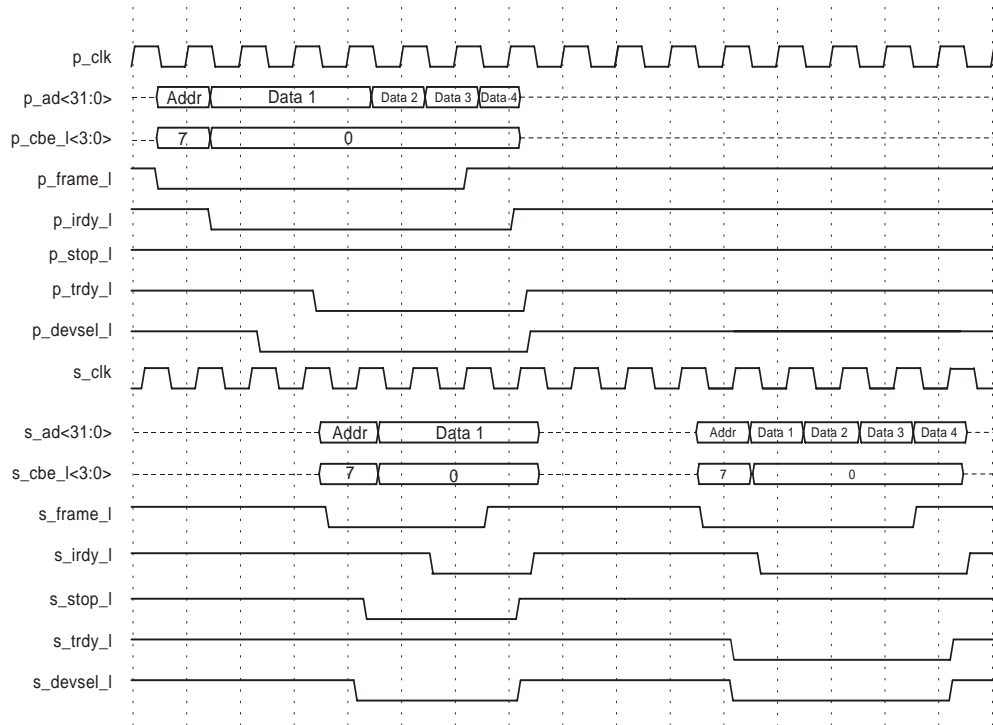 p_clk
p_ad<31:0> Addr Data 1 Data 2 Data 3 Data 4
p_cbe_l<3:0> 7 0
p_frame_l
p_irdy_l
p_stop_l
p_trdy_l
p_devsel_l
s_clk
s_ad<31:0> Addr Data 1 Addr Data 1 Data 2 Data 3 Data 4
s_cbe_l<3:0> 7 0 7 0
s_frame_l
s_irdy_l
s_stop_l
s_trdy_l
s_devsel_l